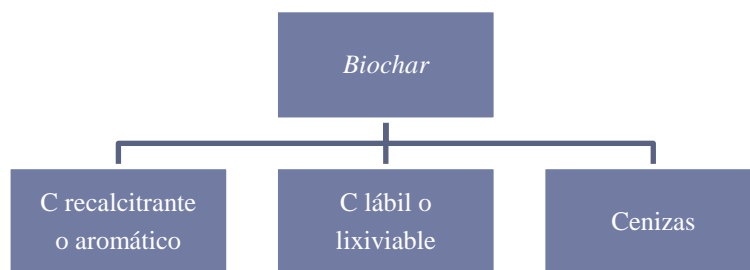 Biochar
C recalcitrante
o aromático
C lábil o
lixiviable
Cenizas